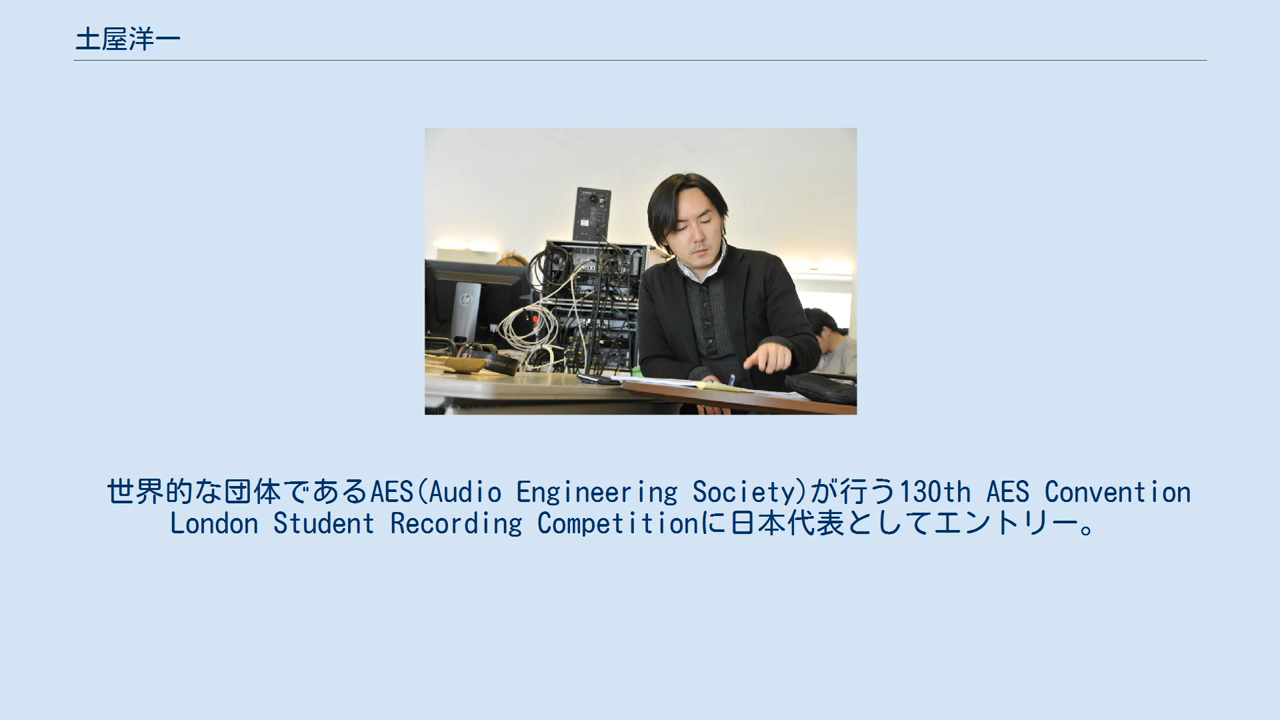 土屋洋一
世界的な団体であるAES(Audio Engineering Society)が行う130th AES Convention
London Student Recording Competitionに日本代表としてエントリー。